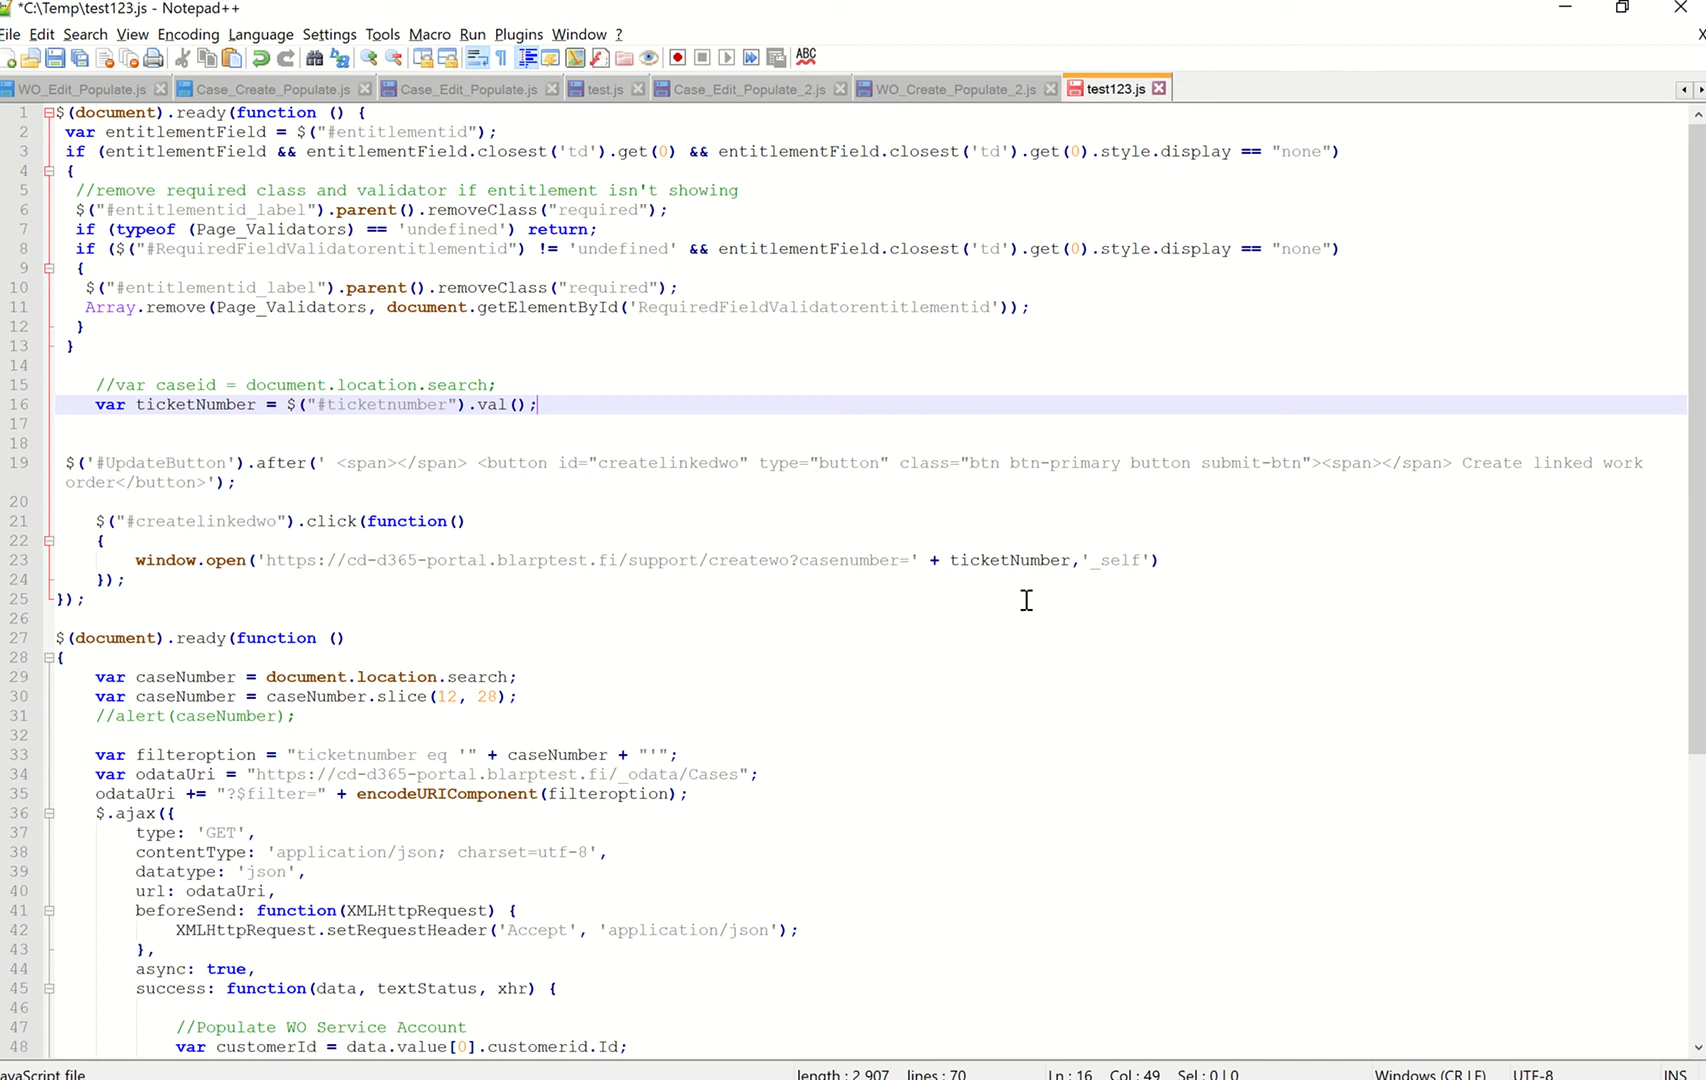 *C:\Temp\test123.js - Notepad++
File Edit Search View Encoding Language Settings Tools Macro Run Plugins Window ?
ABC
WO_Edit_Populate.js Case_Create_Populate.js Case_Edit_Populate.js test.js Case_Edit_Populate_2.js WO_Create_Populate_2.js test123.js
1 $(document).ready(function () {
2 var entitlementField = $("#entitlementid");
3 if (entitlementField && entitlementField.closest('td').get(0) && entitlementField.closest('td').get(0).style.display == "none")
4 {
5 //remove required class and validator if entitlement isn't showing
6 $("#entitlementid_label").parent().removeClass("required");
7 if (typeof (Page_Validators) == 'undefined') return;
8 if ($("#RequiredFieldValidatorentitlementid") != 'undefined' && entitlementField.closest('td').get(0).style.display == "none")
9 {
10 $("#entitlementid_label").parent().removeClass("required");
11 Array.remove(Page_Validators, document.getElementById('RequiredFieldValidatorentitlementid'));
12 }
13 }
14
15 //var caseid = document.location.search;
16 var ticketNumber = $("#ticketnumber").val();
17
18
19 $('#UpdateButton').after(' <span></span> <button id="createlinkedwo" type="button" class="btn btn-primary button submit-btn"><span></span> Create linked work
order</button>');
20
21 $("#createlinkedwo").click(function()
22 {
23 window.open('https://cd-d365-portal.blarptest.fi/support/createwo?casenumber=' + ticketNumber,'_self')
24 });
25 });
26
27 $(document).ready(function ()
28 {
29 var caseNumber = document.location.search;
30 var caseNumber = caseNumber.slice(12, 28);
31 //alert(caseNumber);
32
33 var filteroption = "ticketnumber eq '" + caseNumber + "'";
34 var odataUri = "https://cd-d365-portal.blarptest.fi/_odata/Cases";
35 odataUri += "?$filter=" + encodeURIComponent(filteroption);
36 $.ajax({
37 type: 'GET',
38 contentType: 'application/json; charset=utf-8',
39 datatype: 'json',
40 url: odataUri,
41 beforeSend: function(XMLHttpRequest) {
42 XMLHttpRequest.setRequestHeader('Accept', 'application/json');
43 },
44 async: true,
45 success: function(data, textStatus, xhr) {
46
47 //Populate WO Service Account
48 var customerId = data.value[0].customerid.Id;
avaScript file length : 2 907 lines : 70 Ln : 16 Col : 49 Sel : 0 | 0 Windows (CR LF) UTF-8 INS